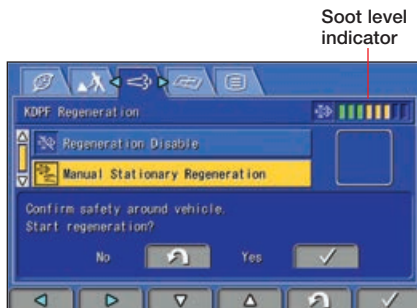 Soot level
indicator
KDPF Regeneration
Regeneration Disable
Manual Stationary Regeneration
Confirm safety around vehicle.
Start regeneration?
No Yes